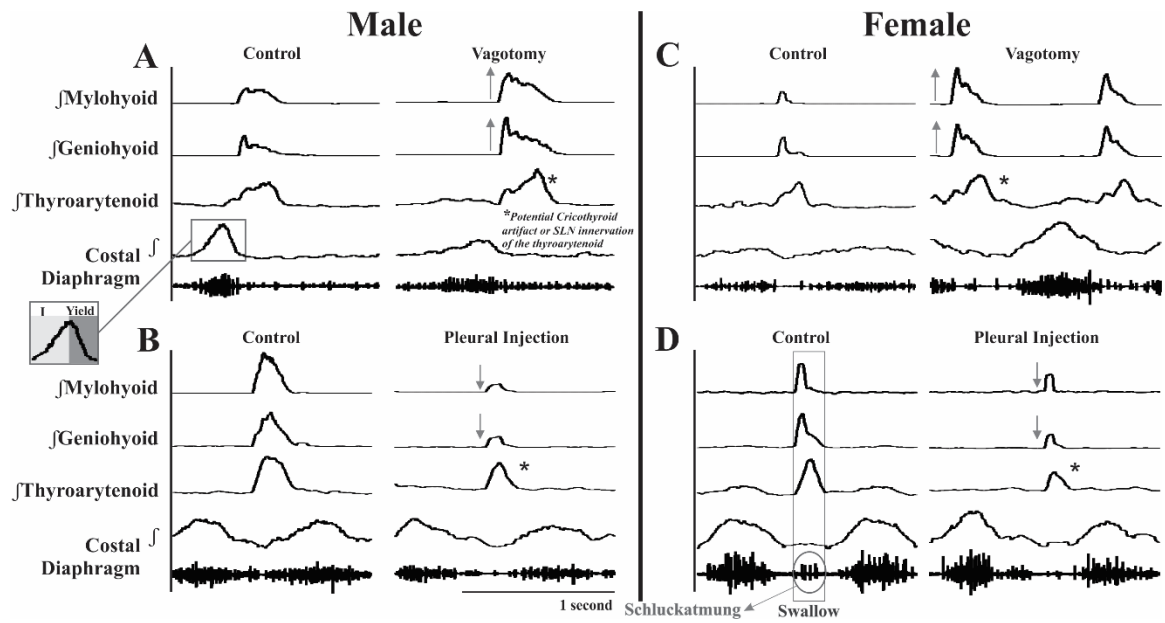 Male
Female
A
Control
Vagotomy
∫Mylohyoid
∫Geniohyoid
∫Thyroarytenoid
*
*Potential Cricothyroid
artifact or SLN innervation
of the thyroarytenoid
Costal ∫
Diaphragm
I Yield
C
Control
Vagotomy
*
B
Control
Pleural Injection
∫Mylohyoid
∫Geniohyoid
∫Thyroarytenoid
*
Costal ∫
Diaphragm
1 second
D
Control
Pleural Injection
*
Schluckatmung
Swallow